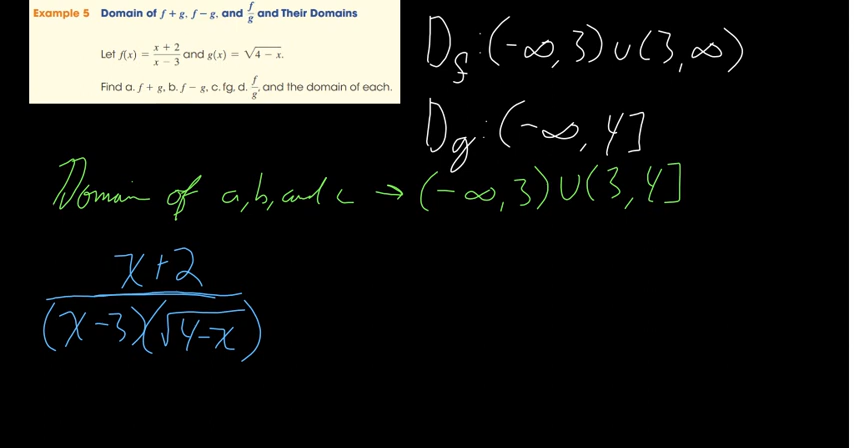 Example 5 Domain of f + g, f − g, and f/g and Their Domains
Let f(x) = (x + 2)/(x − 3) and g(x) = √(4 − x).
Find a. f + g, b. f − g, c. fg, d. f/g, and the domain of each.
D_f : (-∞, 3) ∪ (3, ∞)
D_g : (-∞, 4]
Domain of a, b, and c → (-∞, 3) ∪ (3, 4]
x + 2
(x - 3)(√4 - x)